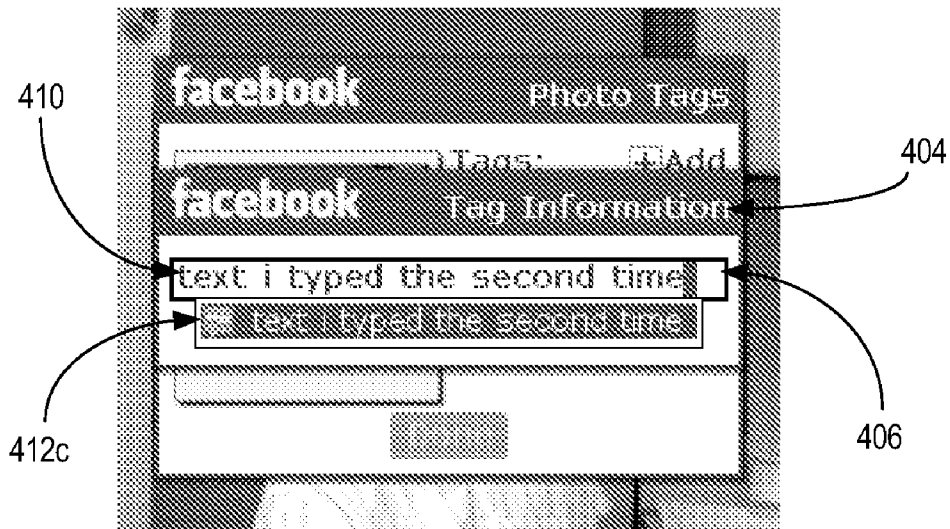 facebook Photo Tags
410
Tags: +Add
404
facebook Tag Information
text i typed the second time
text i typed the second time
412c
406